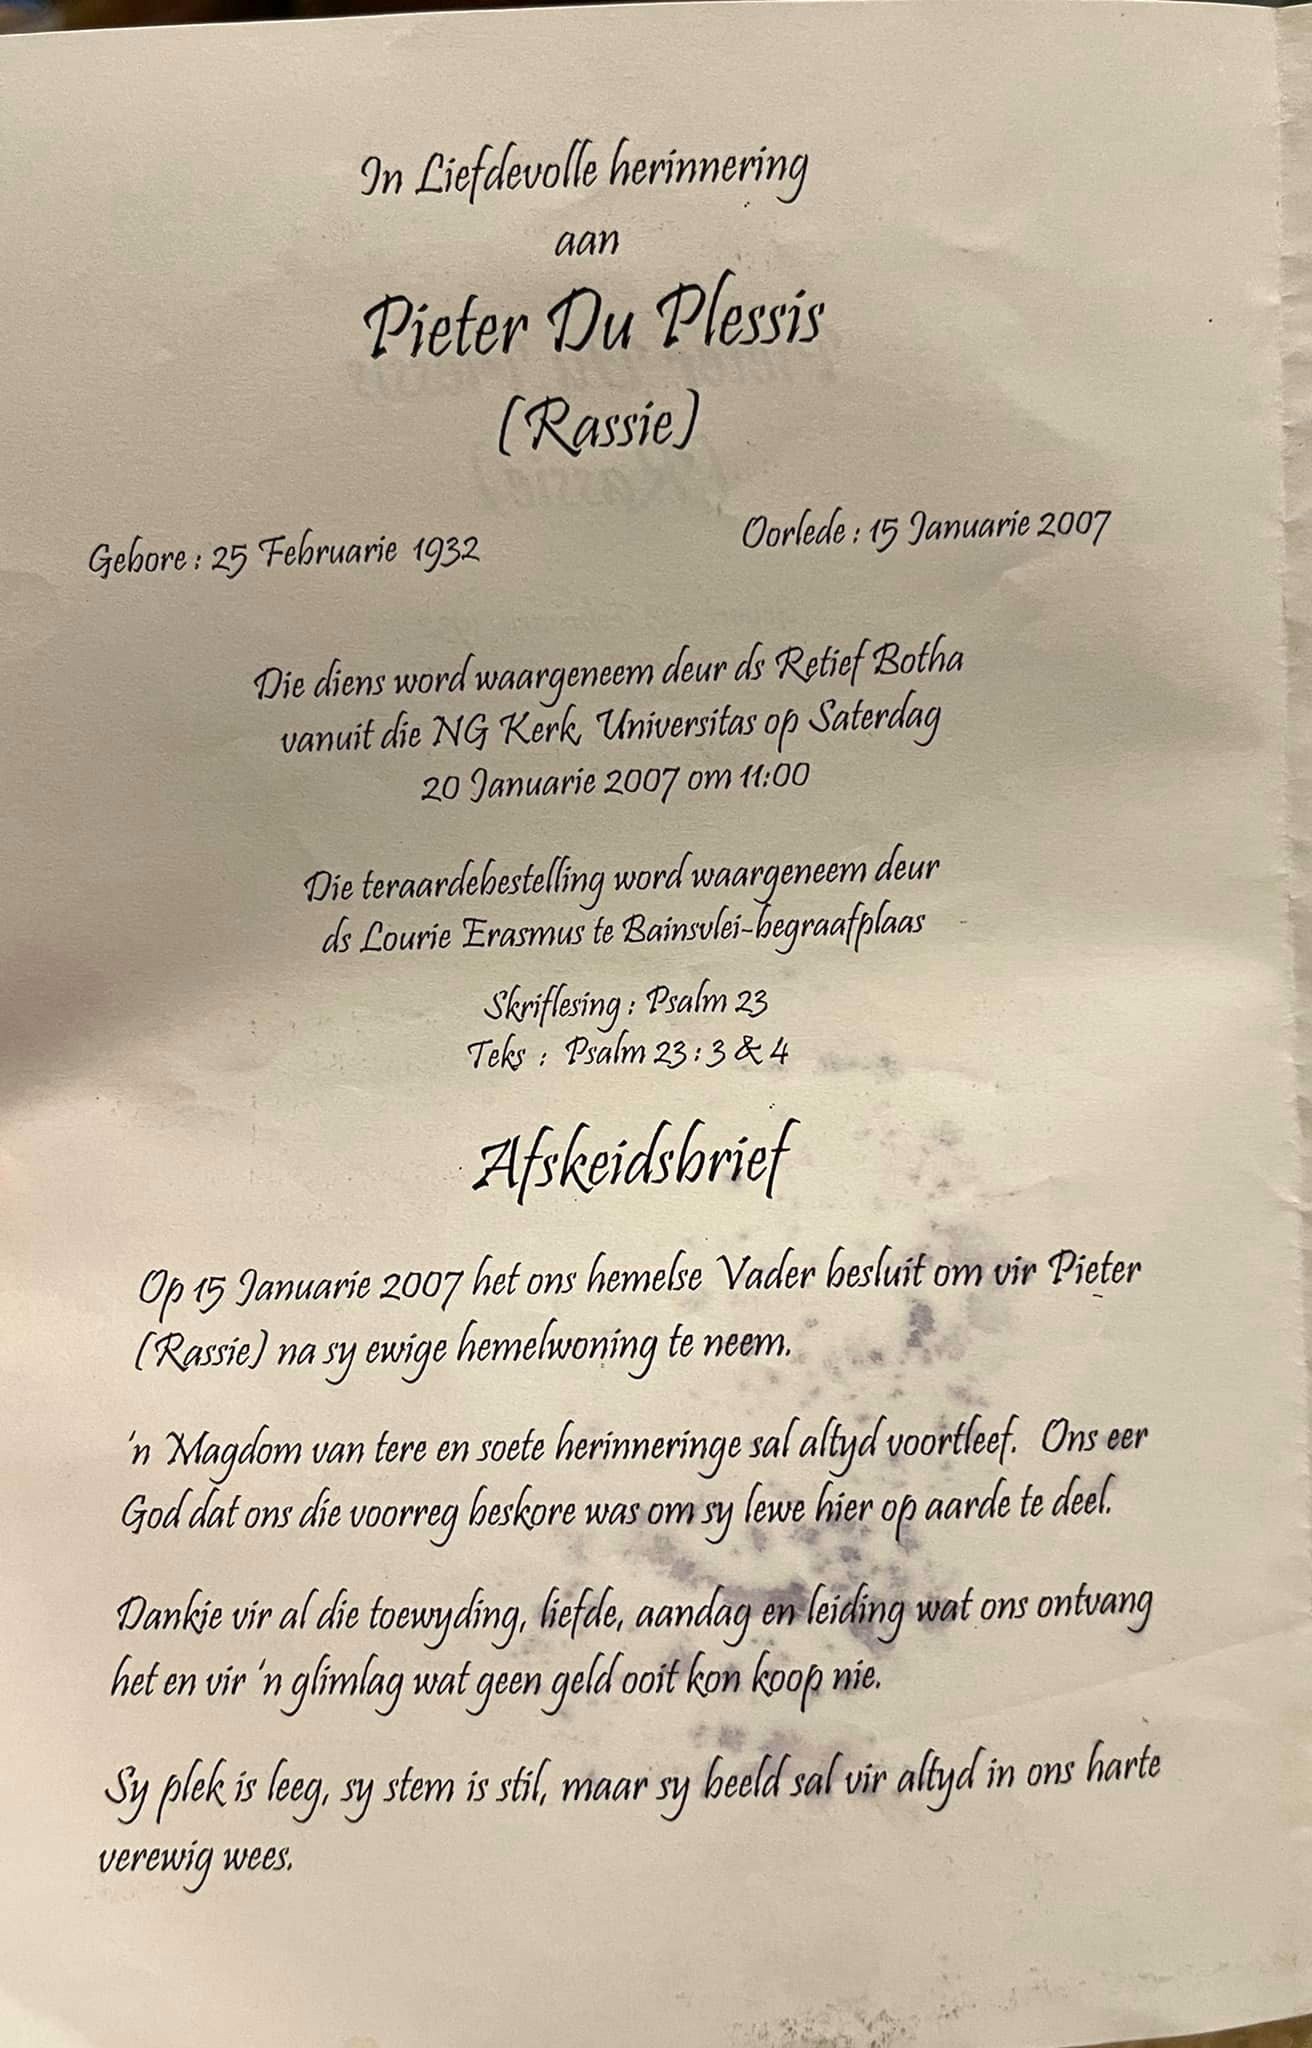 In Liefdevolle herinnering
aan
Pieter Du Plessis
(Rassie)
Gebore : 25 Februarie 1932
Oorlede : 15 Januarie 2007
Die diens word waargeneem deur ds Retief Botha
vanuit die NG Kerk, Universitas op Saterdag
20 Januarie 2007 om 11:00
Die teraardebestelling word waargeneem deur
ds Lourie Erasmus te Bainsvlei-begraafplaas
Skriflesing : Psalm 23
Teks : Psalm 23 : 3 & 4
Afskeidsbrief
Op 15 Januarie 2007 het ons hemelse Vader besluit om vir Pieter
(Rassie) na sy ewige hemelwoning te neem.
'n Magdom van tere en soete herinneringe sal altyd voortleef. Ons eer
God dat ons die voorreg beskore was om sy lewe hier op aarde te deel.
Dankie vir al die toewyding, liefde, aandag en leiding wat ons ontvang
het en vir 'n glimlag wat geen geld ooit kon koop nie.
Sy plek is leeg, sy stem is stil, maar sy beeld sal vir altyd in ons harte
verewig wees.